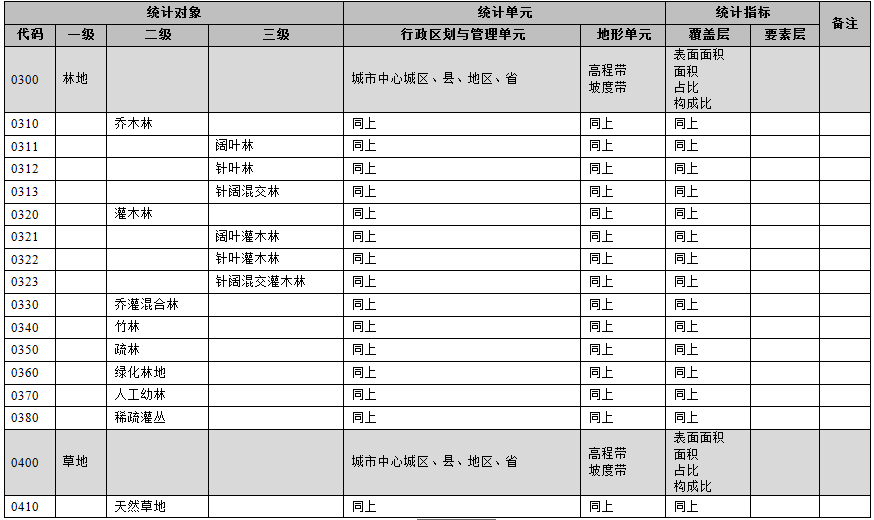 统计对象 统计单元 统计指标 备注
代码 一级 二级 三级 行政区划与管理单元 地形单元 覆盖层 要素层
0300 林地 城市中心城区、县、地区、省 高程带 坡度带 表面面积 面积 占比 构成比
0310 乔木林 同上 同上 同上
0311 阔叶林 同上 同上 同上
0312 针叶林 同上 同上 同上
0313 针阔混交林 同上 同上 同上
0320 灌木林 同上 同上 同上
0321 阔叶灌木林 同上 同上 同上
0322 针叶灌木林 同上 同上 同上
0323 针阔混交灌木林 同上 同上 同上
0330 乔灌混合林 同上 同上 同上
0340 竹林 同上 同上 同上
0350 疏林 同上 同上 同上
0360 绿化林地 同上 同上 同上
0370 人工幼林 同上 同上 同上
0380 稀疏灌丛 同上 同上 同上
0400 草地 城市中心城区、县、地区、省 高程带 坡度带 表面面积 面积 占比 构成比
0410 天然草地 同上 同上 同上